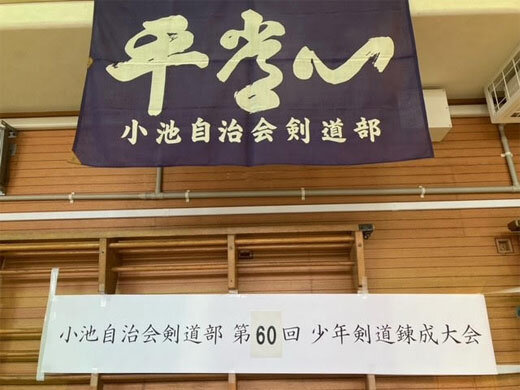 平常心
小池自治会剣道部
小池自治会剣道部 第60回 少年剣道錬成大会